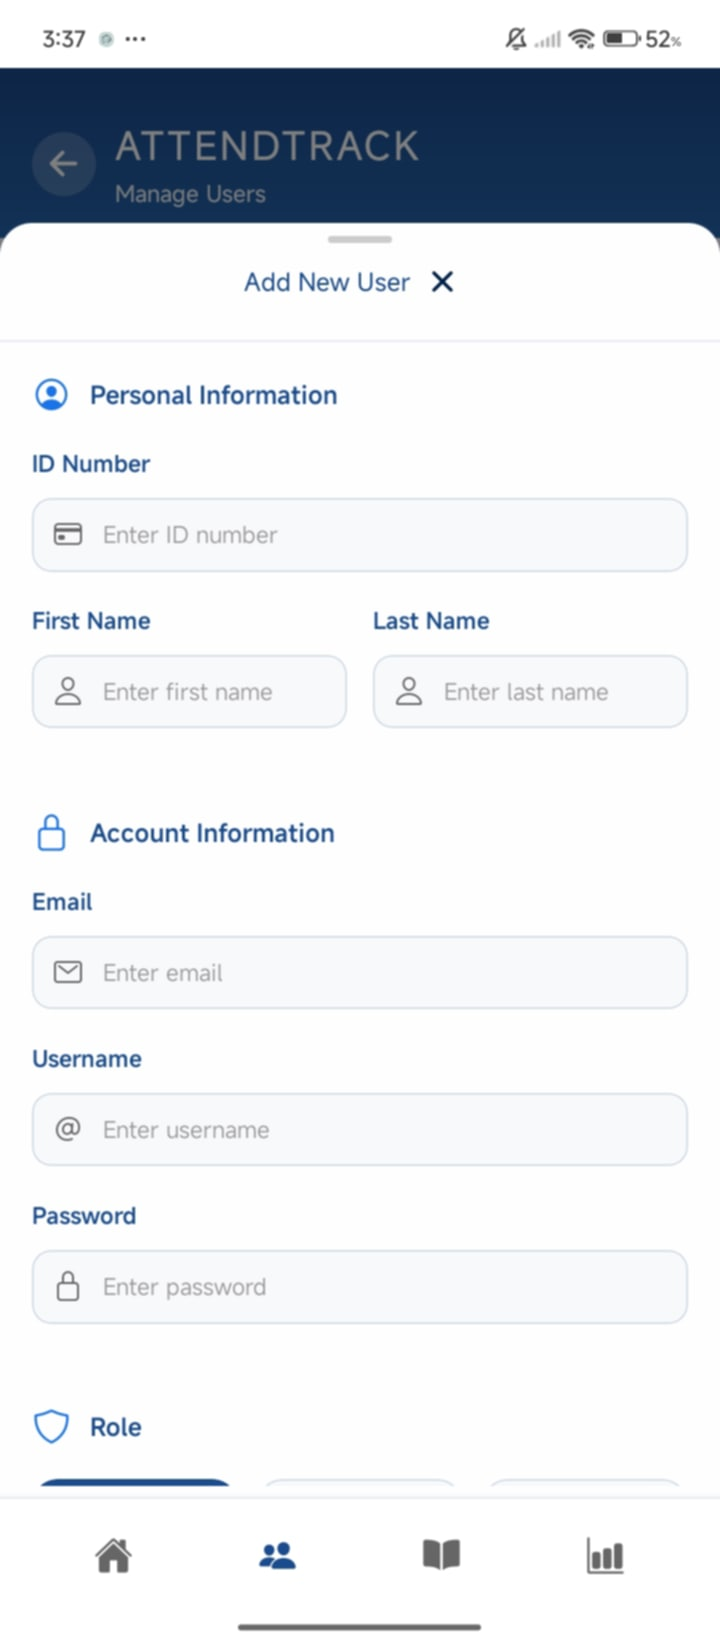 3:37
52%
ATTENDTRACK
Manage Users
Add New User
Personal Information
ID Number
Enter ID number
First Name Last Name
Enter first name Enter last name
Account Information
Email
Enter email
Username
@ Enter username
Password
Enter password
Role